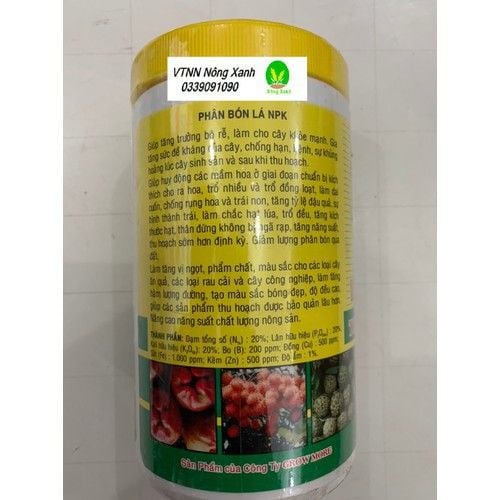 VTNN Nông Xanh
0339091090
Nông Xanh
PHÂN BÓN LÁ NPK
Giúp tăng trưởng bộ rễ, làm cho cây khỏe mạnh. Gia
tăng sức đề kháng của cây, chống hạn, bệnh, sự khủng
hoảng lúc cây sinh sản và sau khi thu hoạch.
Giúp huy động các mầm hoa ở giai đoạn chuẩn bị kích
thích cho ra hoa, trổ nhiều và trổ đồng loạt, làm dai
cuốn, chống rụng hoa và trái non, tăng tỷ lệ đậu quả, sự
hình thành trái, làm chắc hạt lúa, trổ đều, tăng kích
thước hạt, thân đứng không bị ngã rạp, tăng năng suất,
thu hoạch sớm hơn định kỳ. Giảm lượng phân bón qua
đất.
Làm tăng vị ngọt, phẩm chất, màu sắc cho các loại cây
ăn quả, các loại rau cải và cây công nghiệp, làm tăng
hàm lượng đường, tạo màu sắc bóng đẹp, độ đều cao,
giúp các sản phẩm thu hoạch được bảo quản lâu hơn.
Nâng cao năng suất chất lượng nông sản.
THÀNH PHẦN: Đạm tổng số (Nts) : 20%; Lân hữu hiệu (P2O5hh) : 20%,
Kali hữu hiệu (K2Ohh): 20%; Bo (B): 200 ppm; Đồng (Cu) : 500 ppm;
Sắt (Fe) : 1.000 ppm; Kẽm (Zn) : 500 ppm; Độ ẩm : 1%.
Sản Phẩm của Công Ty GROW MORE